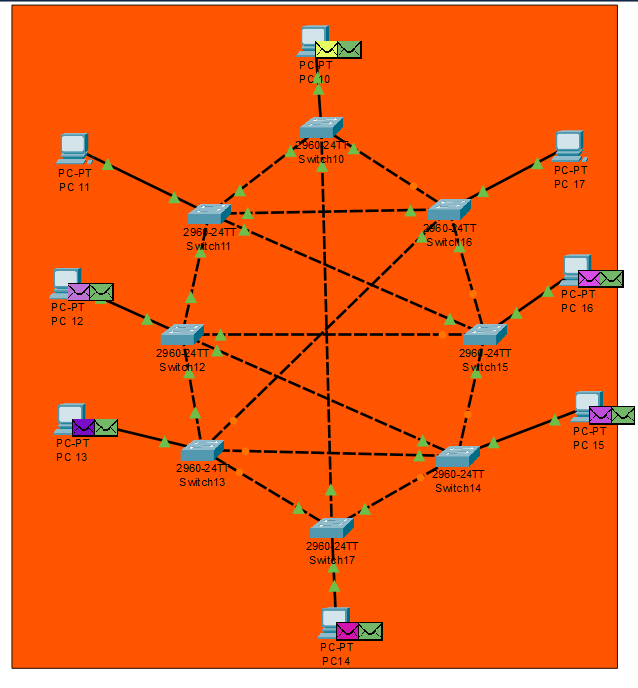 PC-PT
PC 10
2960-24TT
Switch10
PC-PT
PC 11
PC-PT
PC 17
2960-24TT
Switch11
2960-24TT
Switch16
PC-PT
PC 12
PC-PT
PC 16
2960-24TT
Switch12
2960-24TT
Switch15
PC-PT
PC 13
PC-PT
PC 15
2960-24TT
Switch13
2960-24TT
Switch14
2960-24TT
Switch17
PC-PT
PC14